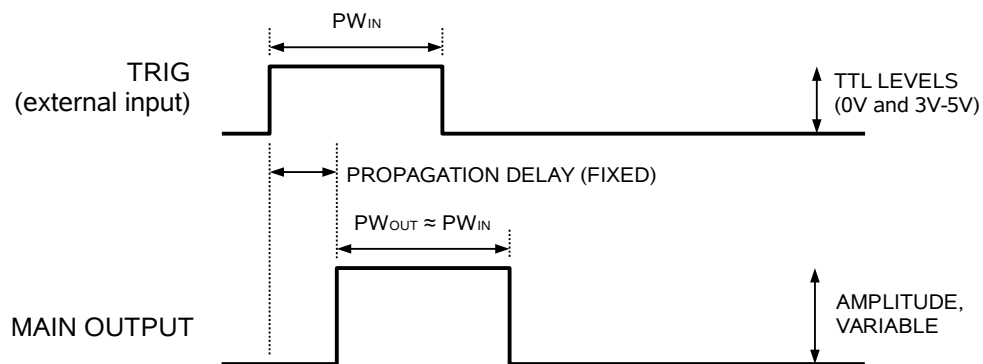 PWIN
TRIG
(external input)
TTL LEVELS
(0V and 3V-5V)
PROPAGATION DELAY (FIXED)
PWOUT ≈ PWIN
MAIN OUTPUT
AMPLITUDE,
VARIABLE